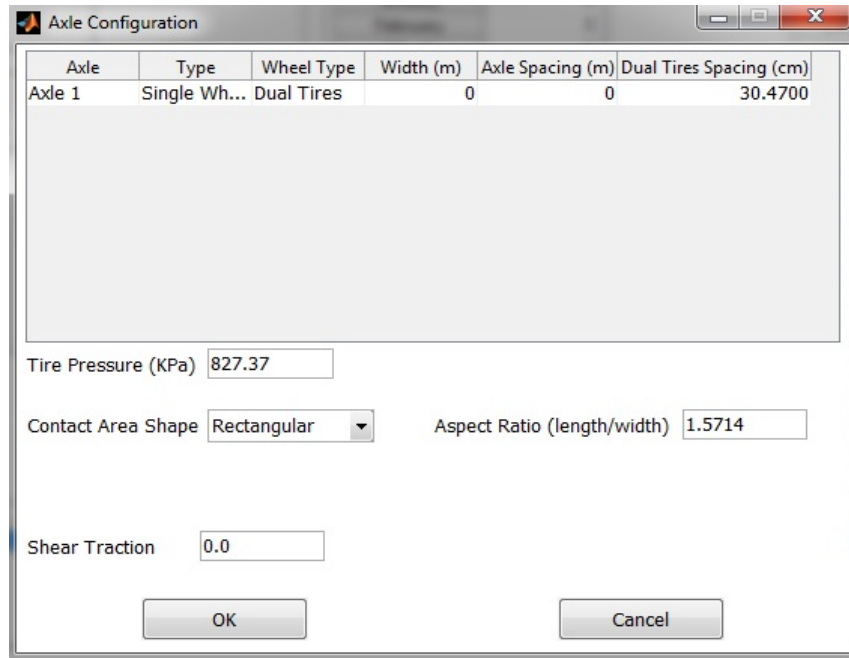 Axle Configuration
Axle Type Wheel Type Width (m) Axle Spacing (m) Dual Tires Spacing (cm)
Axle 1 Single Wh... Dual Tires 0 0 30.4700
Tire Pressure (KPa) 827.37
Contact Area Shape Rectangular Aspect Ratio (length/width) 1.5714
Shear Traction 0.0
OK Cancel